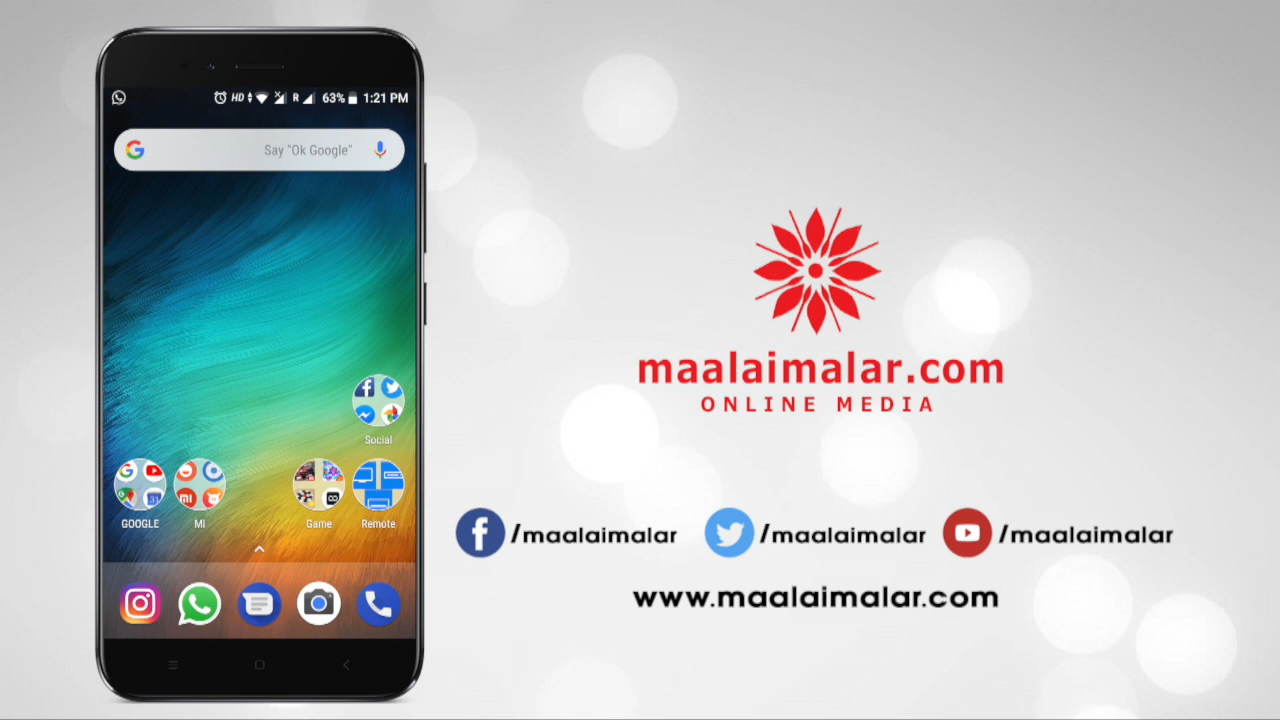 HD R 63% 1:21 PM
Say "Ok Google"
Social
GOOGLE Mi Game Remote
maalaimalar.com
ONLINE MEDIA
/maalaimalar /maalaimalar /maalaimalar
www.maalaimalar.com